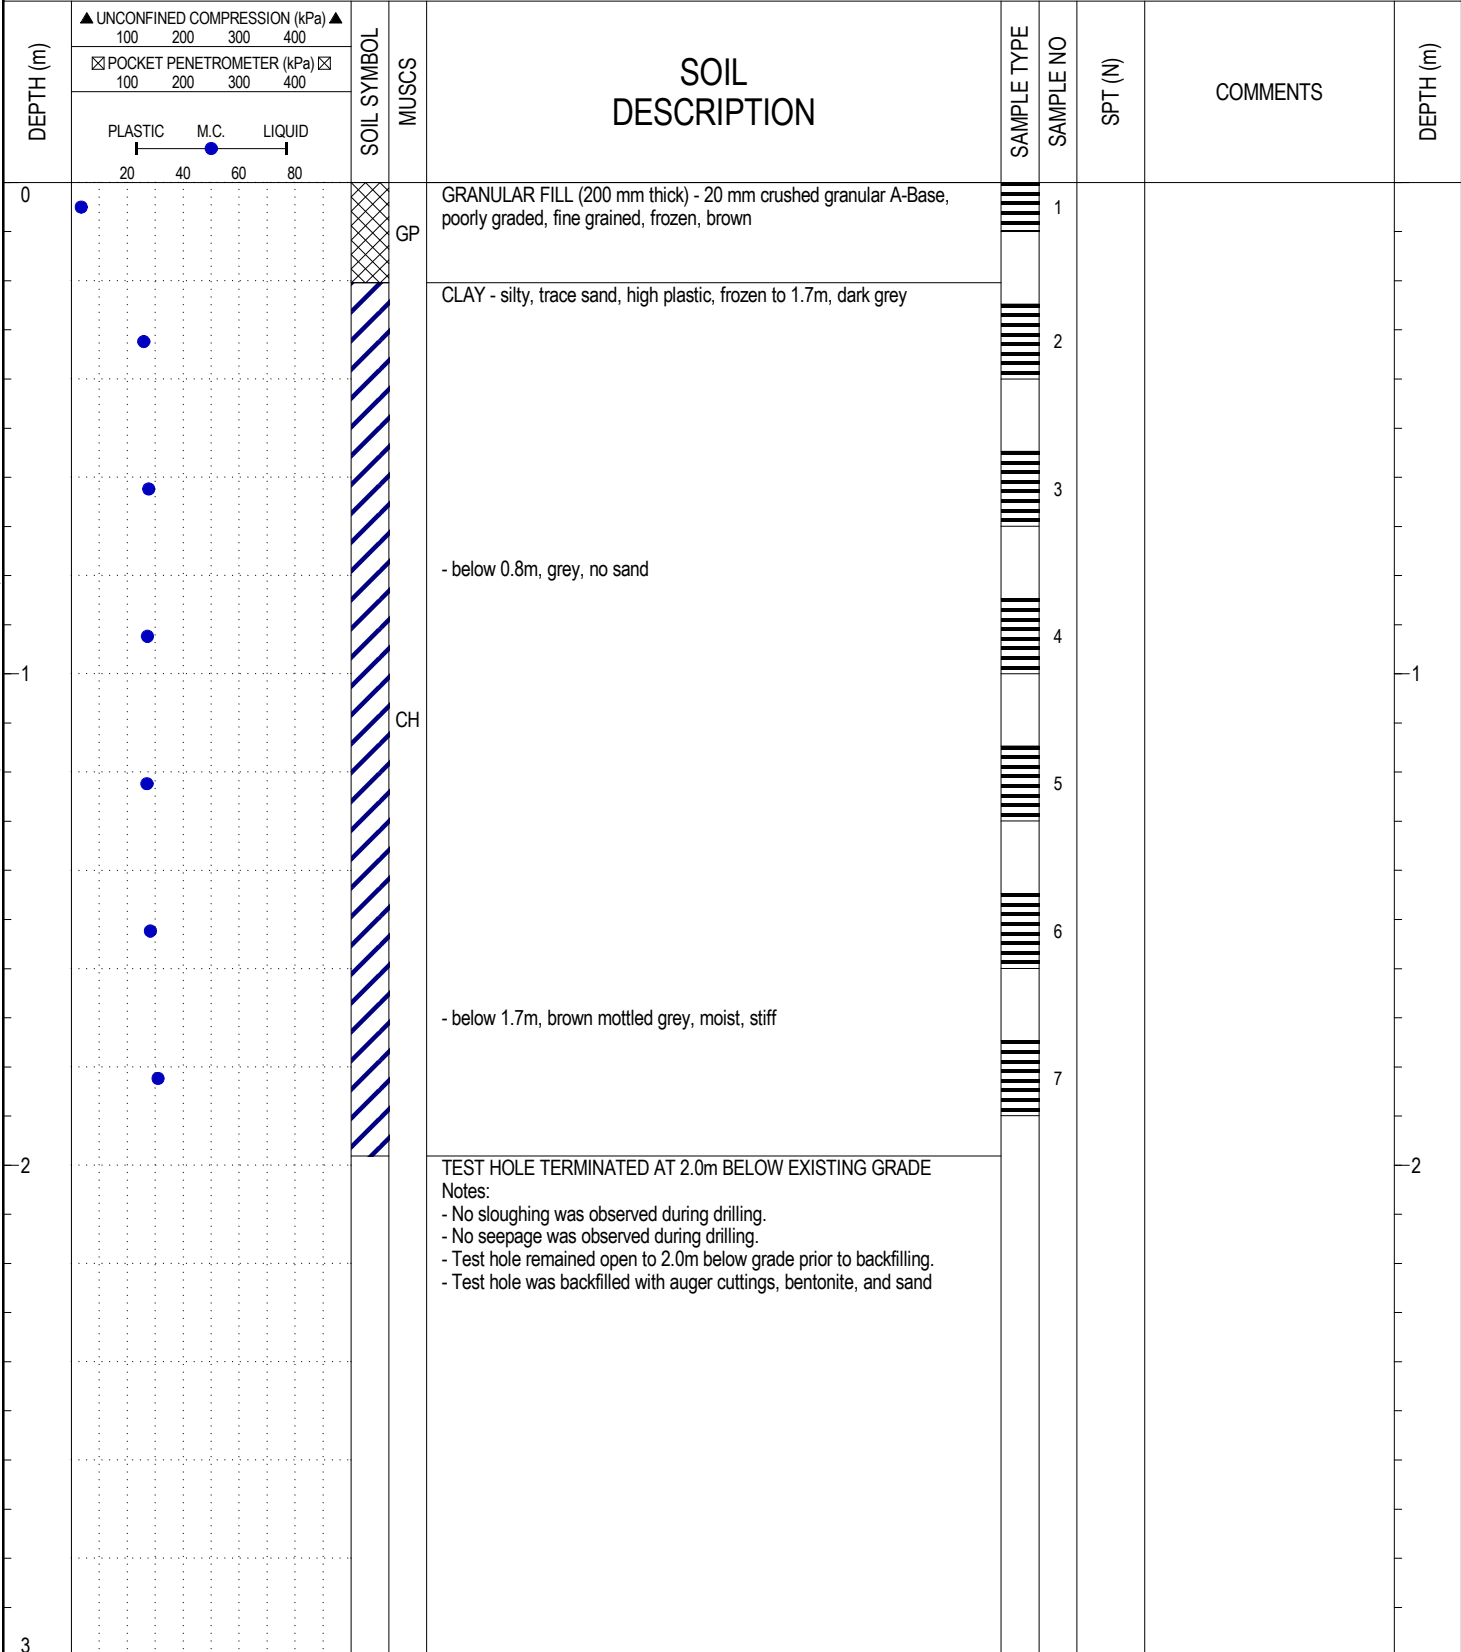 DEPTH (m)
▲ UNCONFINED COMPRESSION (kPa) ▲
100 200 300 400
☒ POCKET PENETROMETER (kPa) ☒
100 200 300 400
PLASTIC M.C. LIQUID
20 40 60 80
SOIL SYMBOL
MUSCS
SOIL
DESCRIPTION
SAMPLE TYPE
SAMPLE NO
SPT (N)
COMMENTS
DEPTH (m)
0
GRANULAR FILL (200 mm thick) - 20 mm crushed granular A-Base,
poorly graded, fine grained, frozen, brown
1
GP
CLAY - silty, trace sand, high plastic, frozen to 1.7m, dark grey
2
3
- below 0.8m, grey, no sand
4
1
1
CH
5
6
- below 1.7m, brown mottled grey, moist, stiff
7
2
2
TEST HOLE TERMINATED AT 2.0m BELOW EXISTING GRADE
Notes:
- No sloughing was observed during drilling.
- No seepage was observed during drilling.
- Test hole remained open to 2.0m below grade prior to backfilling.
- Test hole was backfilled with auger cuttings, bentonite, and sand
3